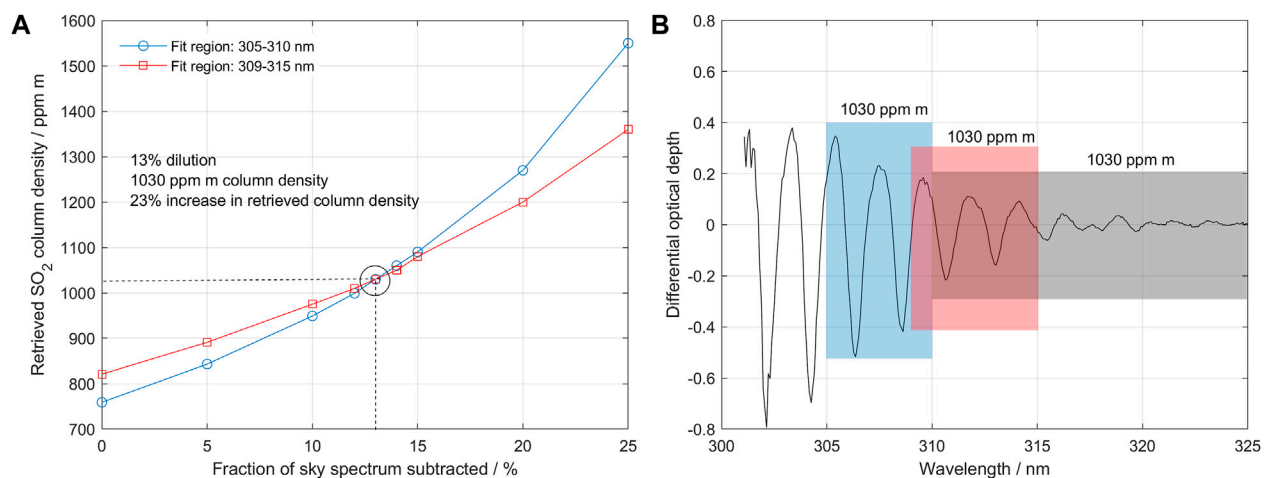 A
Retrieved SO2 column density / ppm m
1600
1500
1400
1300
1200
1100
1000
900
800
700
Fit region: 305-310 nm
Fit region: 309-315 nm
13% dilution
1030 ppm m column density
23% increase in retrieved column density
0
5
10
15
20
25
Fraction of sky spectrum subtracted / %
B
Differential optical depth
0.8
0.6
0.4
0.2
0
-0.2
-0.4
-0.6
-0.8
1030 ppm m
1030 ppm m
1030 ppm m
300
305
310
315
320
325
Wavelength / nm